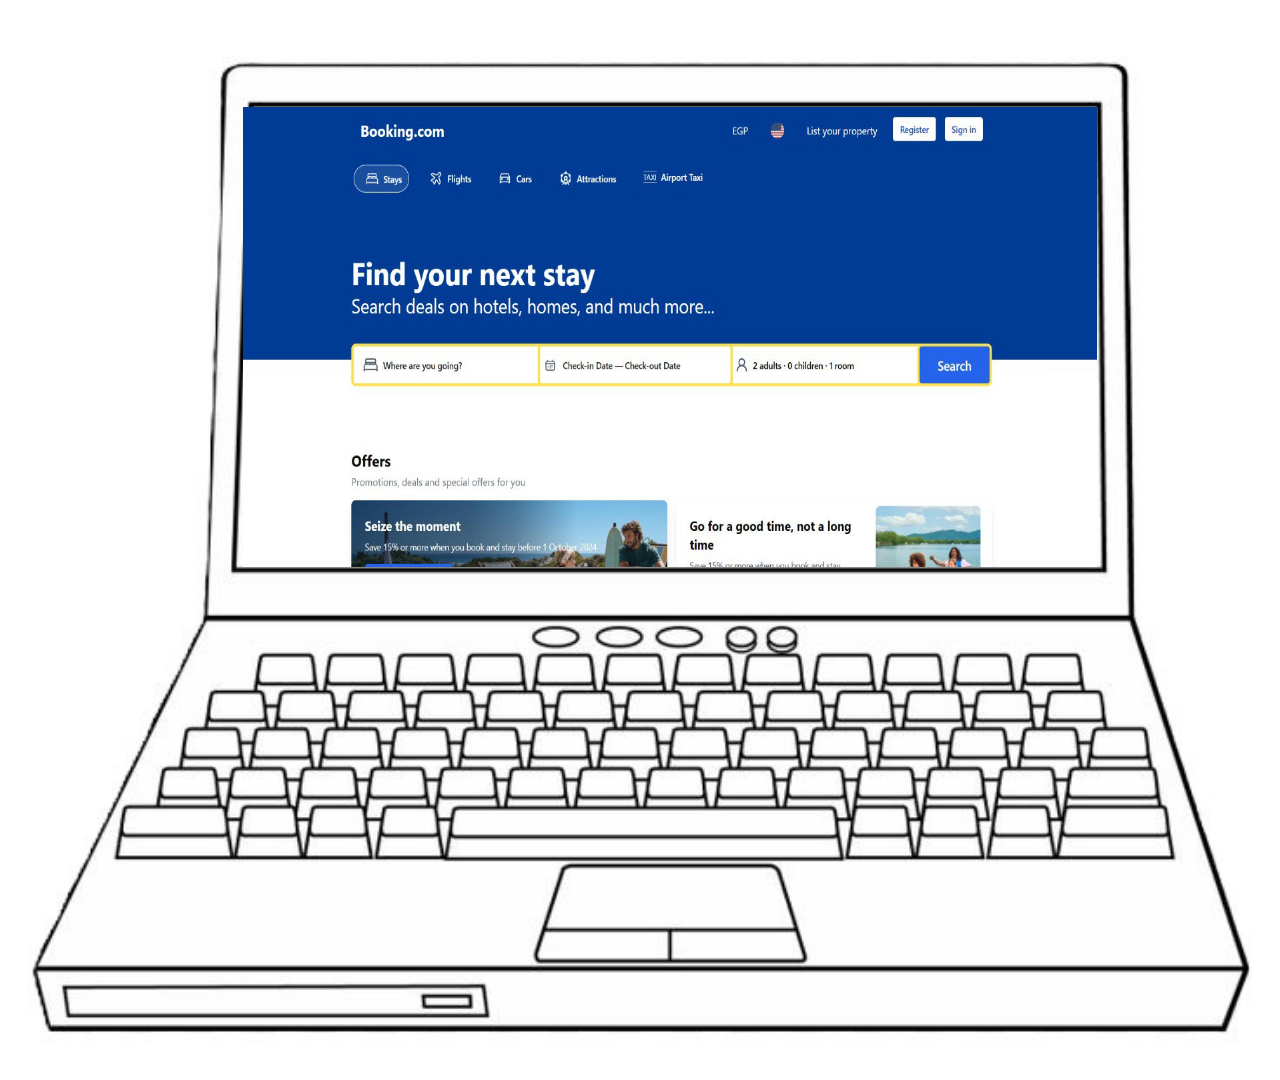 Booking.com
EGP
List your property
Register
Sign in
Stays
Flights
Cars
Attractions
TAXI Airport Taxi
Find your next stay
Search deals on hotels, homes, and much more...
Where are you going?
Check-in Date — Check-out Date
2 adults · 0 children · 1 room
Search
Offers
Promotions, deals and special offers for you
Seize the moment
Save 15% or more when you book and stay before 1 October 2024
Go for a good time, not a long
time
Save 15% or more when you book and stay